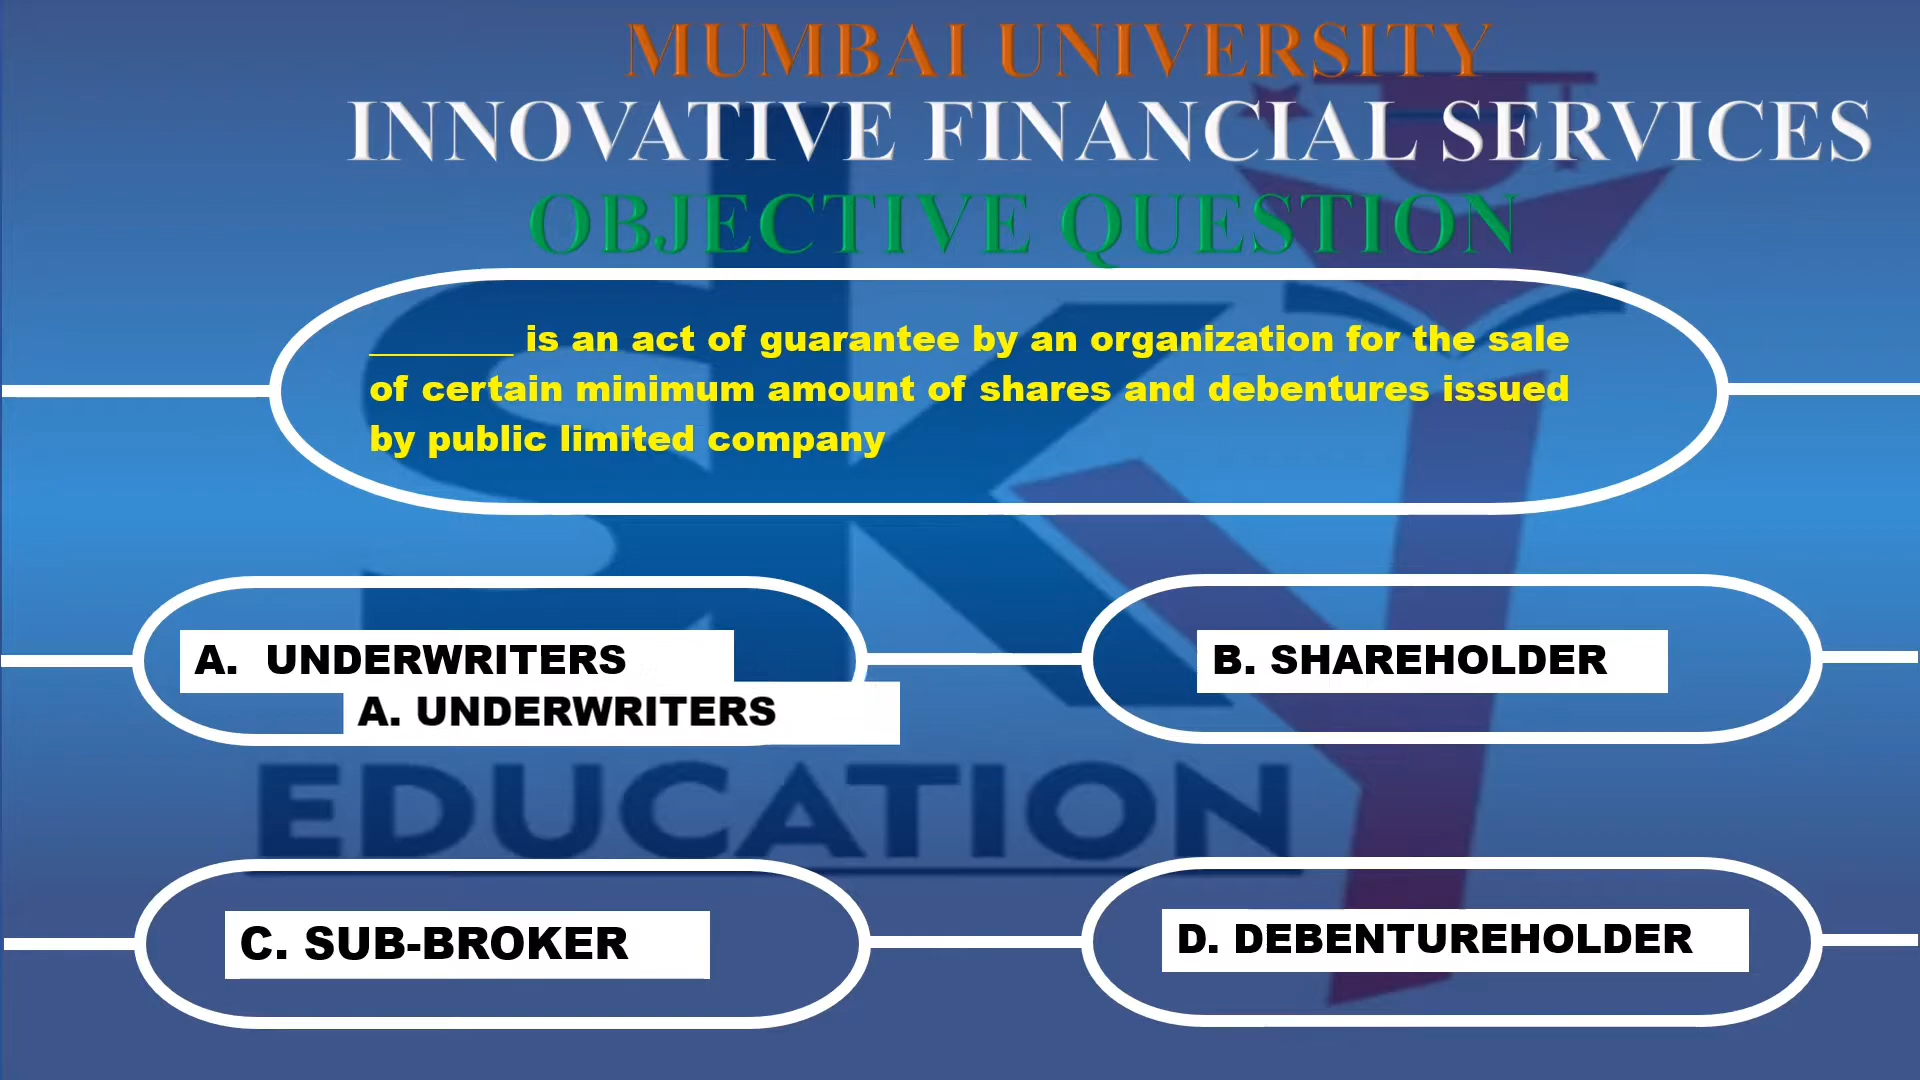 MUMBAI UNIVERSITY
INNOVATIVE FINANCIAL SERVICES
OBJECTIVE QUESTION
________ is an act of guarantee by an organization for the sale
of certain minimum amount of shares and debentures issued
by public limited company
A. UNDERWRITERS
B. SHAREHOLDER
A. UNDERWRITERS
EDUCATION
C. SUB-BROKER
D. DEBENTUREHOLDER